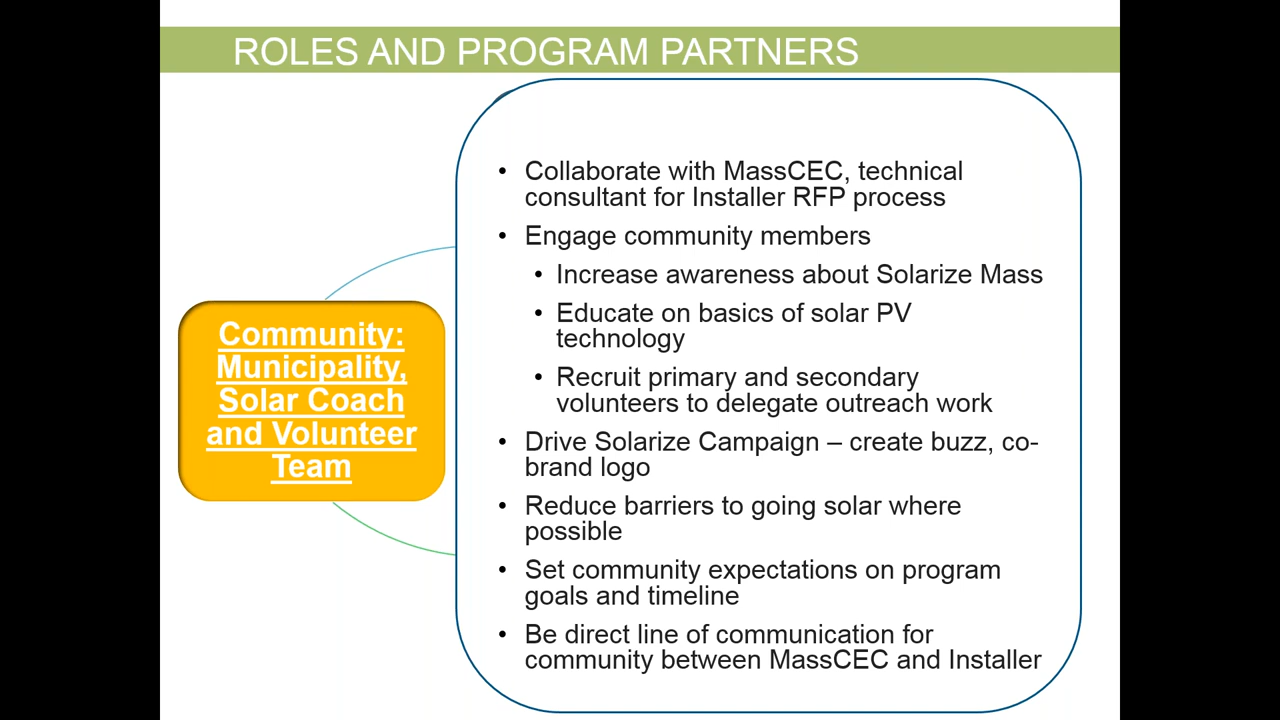 ROLES AND PROGRAM PARTNERS
Community:
Municipality,
Solar Coach
and Volunteer
Team
• Collaborate with MassCEC, technical
consultant for Installer RFP process
• Engage community members
• Increase awareness about Solarize Mass
• Educate on basics of solar PV
technology
• Recruit primary and secondary
volunteers to delegate outreach work
• Drive Solarize Campaign – create buzz, co-
brand logo
• Reduce barriers to going solar where
possible
• Set community expectations on program
goals and timeline
• Be direct line of communication for
community between MassCEC and Installer